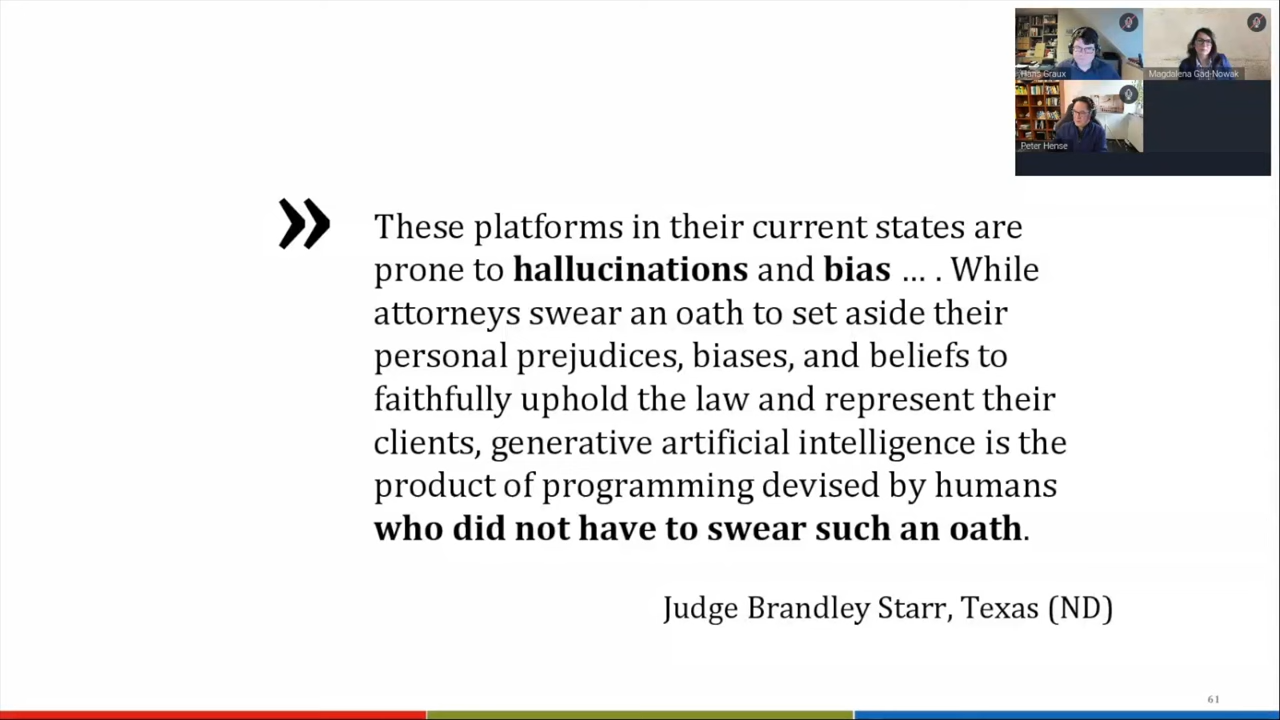 Hans Graux
Magdalena Gad-Nowak
Peter Hense
» These platforms in their current states are
prone to hallucinations and bias ... . While
attorneys swear an oath to set aside their
personal prejudices, biases, and beliefs to
faithfully uphold the law and represent their
clients, generative artificial intelligence is the
product of programming devised by humans
who did not have to swear such an oath.
Judge Brandley Starr, Texas (ND)
61